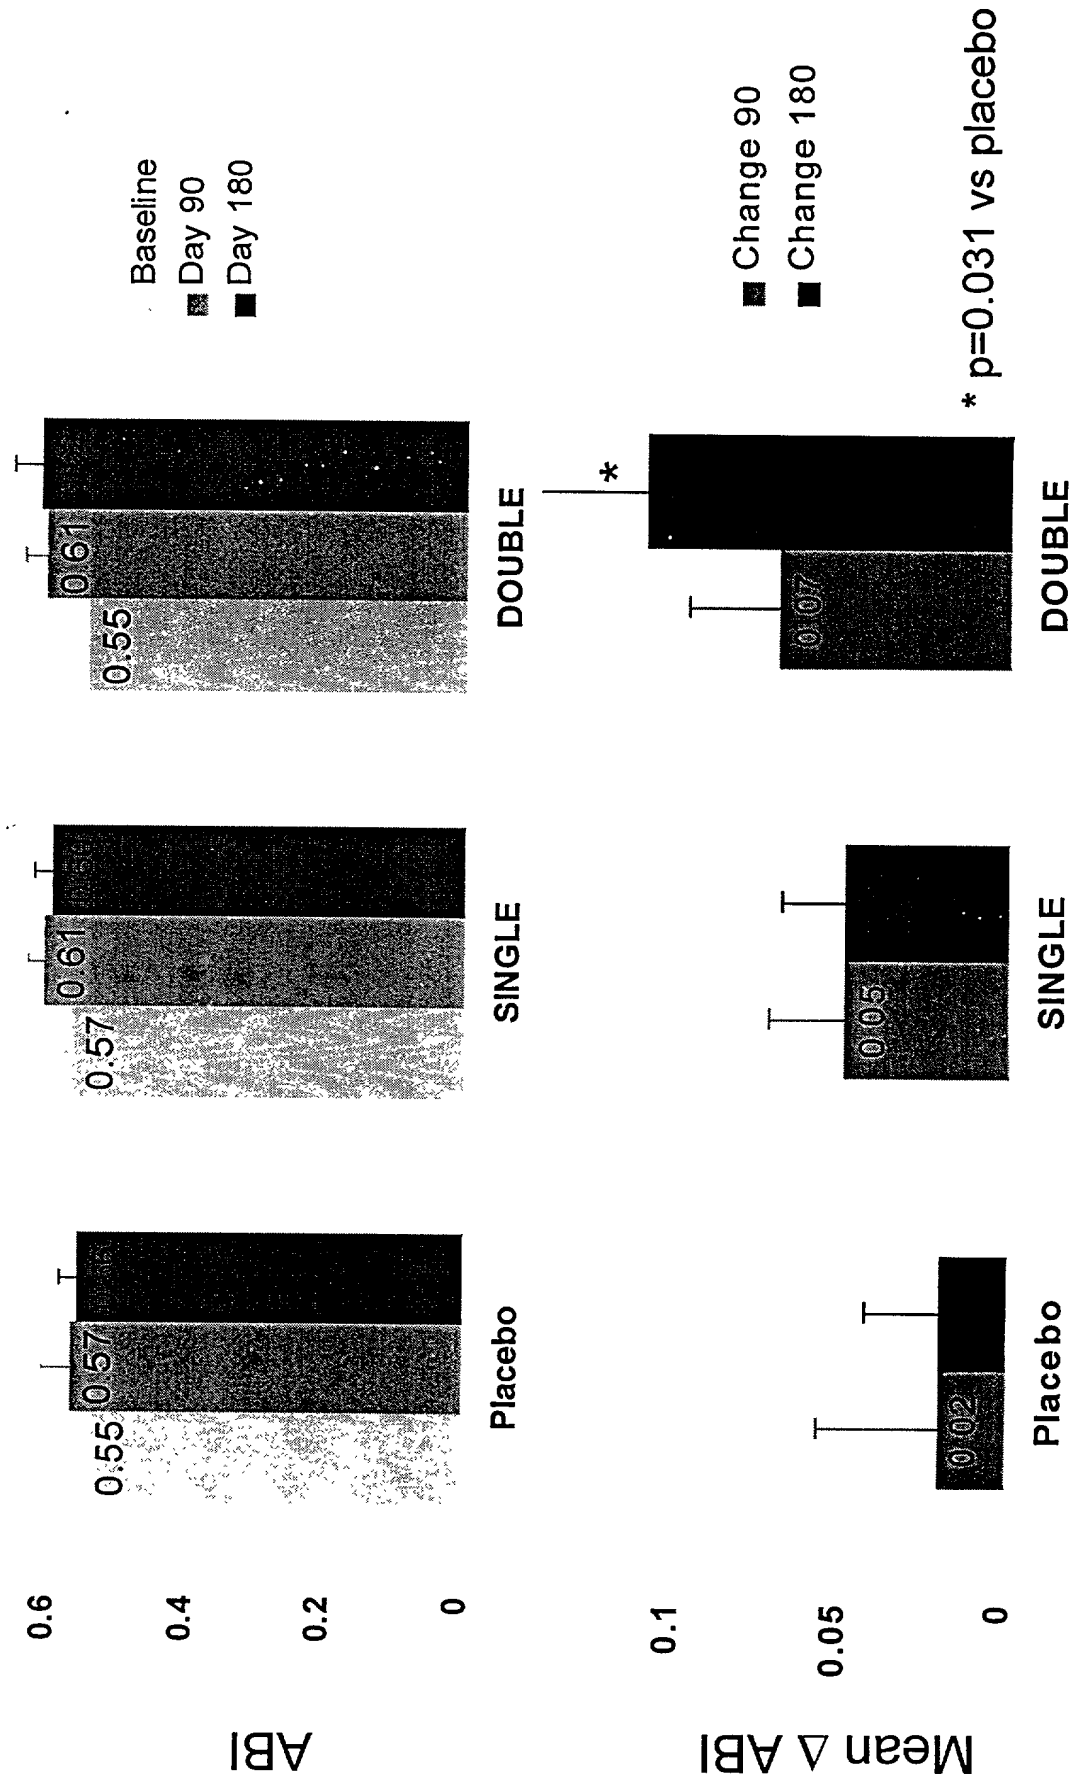 ABI
0.6
0.4
0.2
0
0.55
0.57
0.57
0.61
0.55
0.61
Placebo
SINGLE
DOUBLE
Baseline
Day 90
Day 180
Mean Δ ABI
0.1
0.05
0
0.02
0.05
0.07
*
Placebo
SINGLE
DOUBLE
Change 90
Change 180
* p=0.031 vs placebo